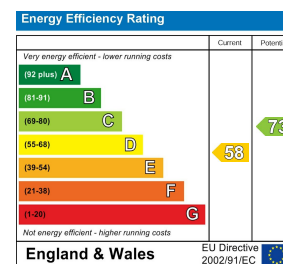 Energy Efficiency Rating
Current
Very energy efficient - lower running costs
(92 plus) A
(81-91) B
(69-80) C
73
(55-68) D
58
(39-54) E
(21-38) F
(1-20) G
Not energy efficient - higher running costs
England & Wales
EU Directive
2002/91/EC